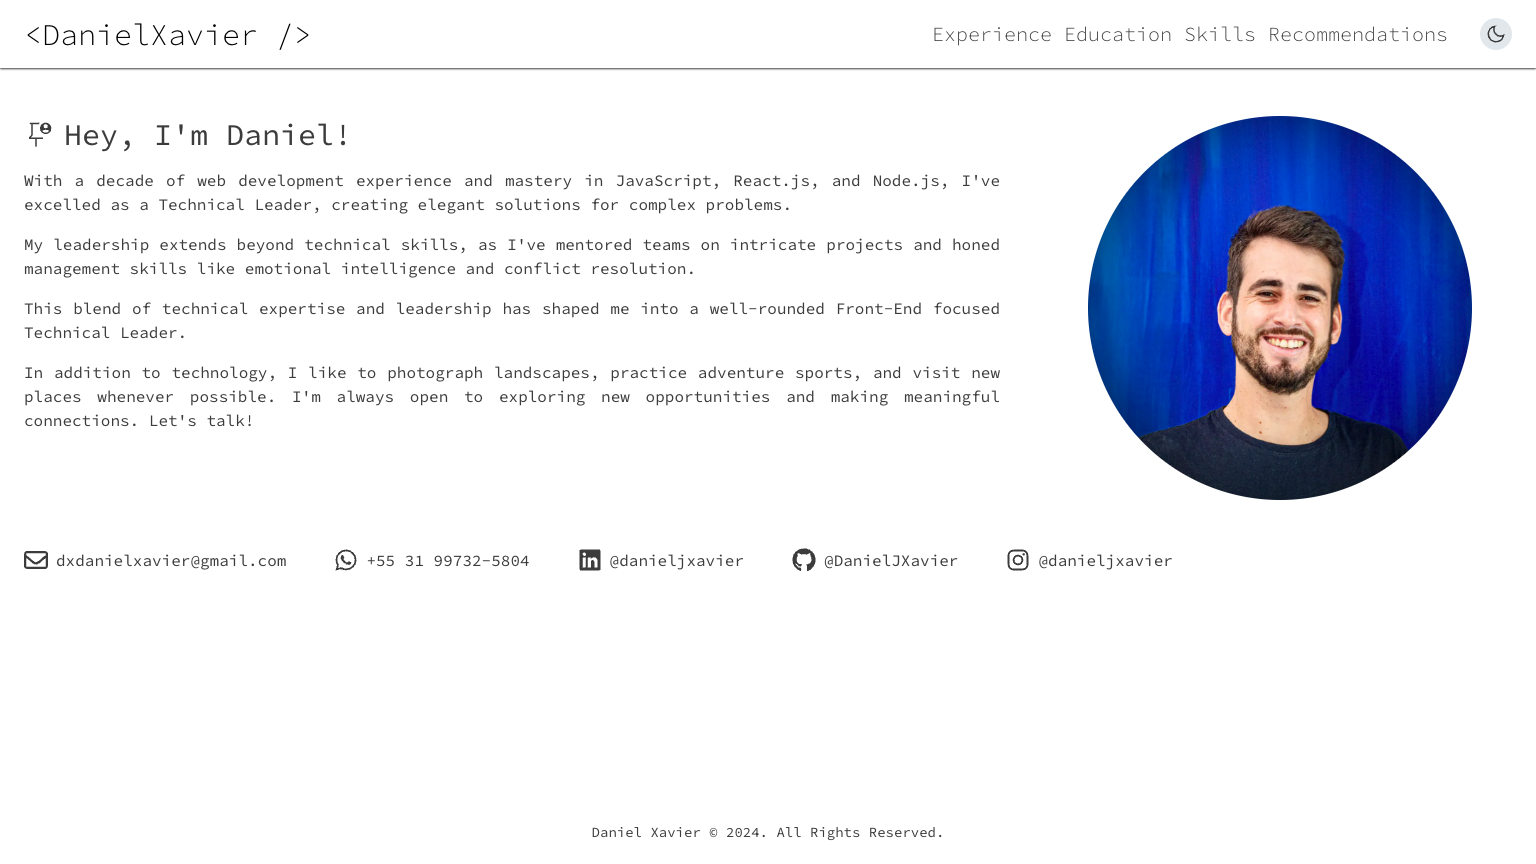 <DanielXavier />
Experience Education Skills Recommendations
Hey, I'm Daniel!
With a decade of web development experience and mastery in JavaScript, React.js, and Node.js, I've
excelled as a Technical Leader, creating elegant solutions for complex problems.
My leadership extends beyond technical skills, as I've mentored teams on intricate projects and honed
management skills like emotional intelligence and conflict resolution.
This blend of technical expertise and leadership has shaped me into a well-rounded Front-End focused
Technical Leader.
In addition to technology, I like to photograph landscapes, practice adventure sports, and visit new
places whenever possible. I'm always open to exploring new opportunities and making meaningful
connections. Let's talk!
dxdanielxavier@gmail.com +55 31 99732-5804 @danieljxavier @DanielJXavier @danieljxavier
Daniel Xavier © 2024. All Rights Reserved.